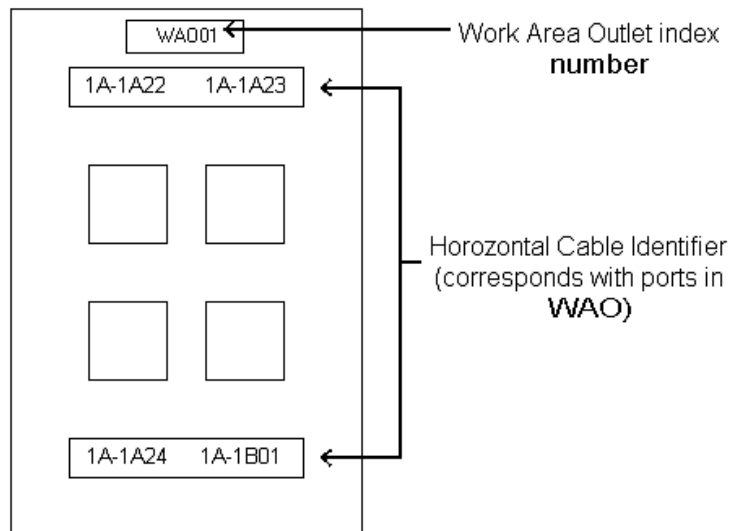 WA001
Work Area Outlet index
number
1A-1A22 1A-1A23
Horozontal Cable Identifier
(corresponds with ports in
WAO)
1A-1A24 1A-1B01